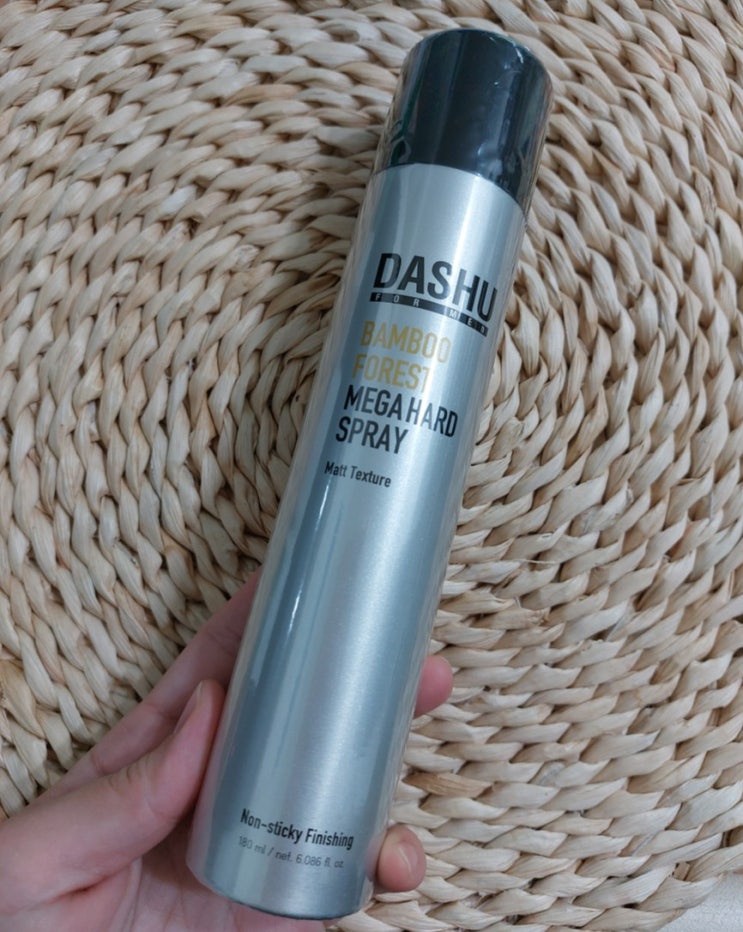 DASHU
FOR MEN
BAMBOO
FOREST
MEGA HARD
SPRAY
Matt Texture
Non-sticky Finishing
180 ml / net. 6.086 fl. oz.